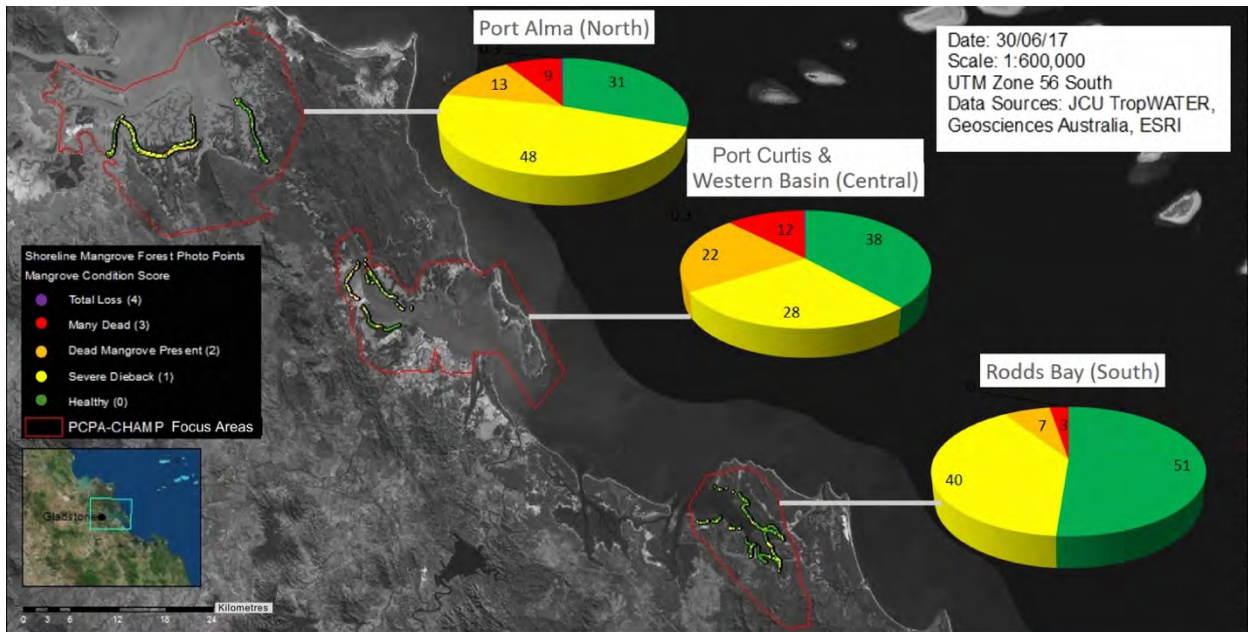 Port Alma (North)
0.3
9
31
13
48
Date: 30/06/17
Scale: 1:600,000
UTM Zone 56 South
Data Sources: JCU TropWATER,
Geosciences Australia, ESRI
Port Curtis &
Western Basin (Central)
0.3
12
38
22
28
Shoreline Mangrove Forest Photo Points
Mangrove Condition Score
Total Loss (4)
Many Dead (3)
Dead Mangrove Present (2)
Severe Dieback (1)
Healthy (0)
PCPA-CHAMP Focus Areas
Rodds Bay (South)
0
7
3
51
40
Gladstone
Kilometres
0 3 6 12 18 24